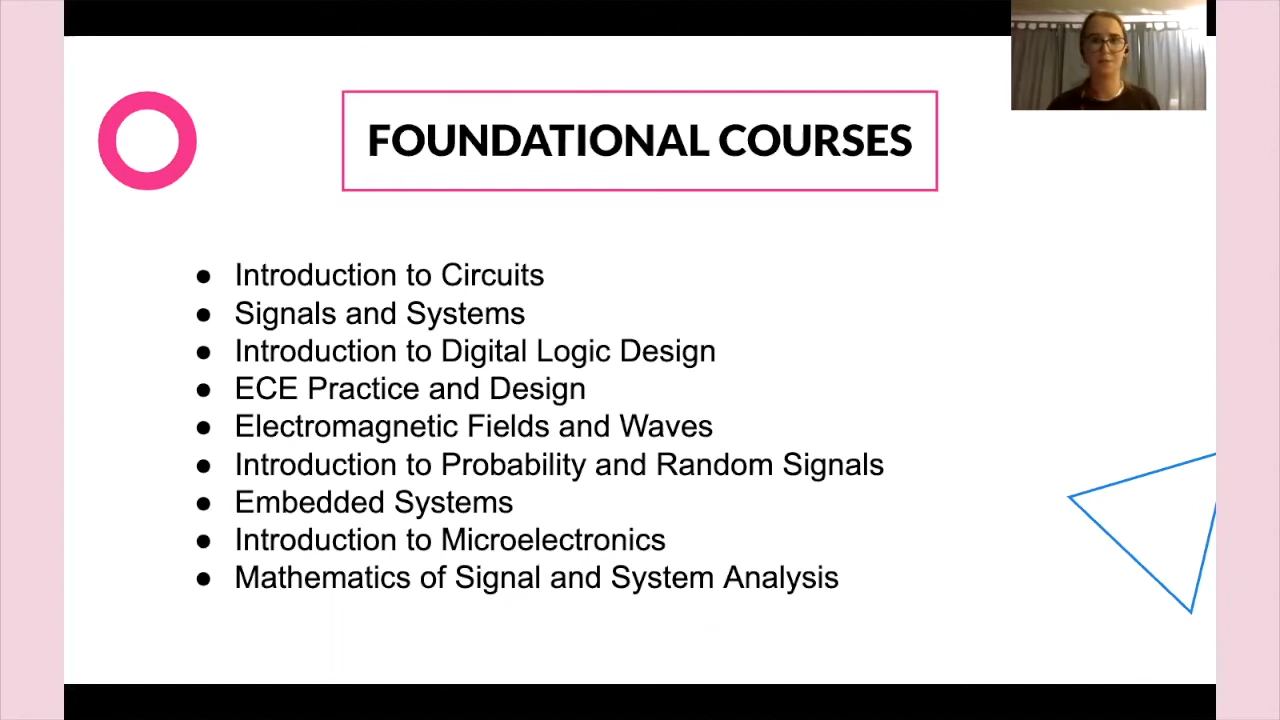 FOUNDATIONAL COURSES
● Introduction to Circuits
● Signals and Systems
● Introduction to Digital Logic Design
● ECE Practice and Design
● Electromagnetic Fields and Waves
● Introduction to Probability and Random Signals
● Embedded Systems
● Introduction to Microelectronics
● Mathematics of Signal and System Analysis